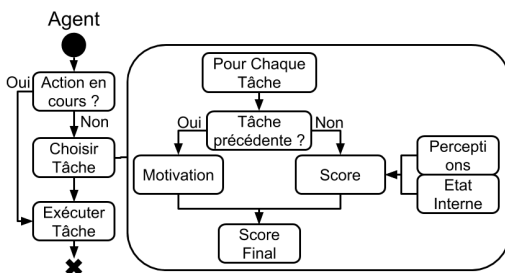 Agent
Oui
Action en
cours ?
Non
Choisir
Tâche
Exécuter
Tâche
Pour Chaque
Tâche
Oui
Tâche
précédente ?
Non
Motivation
Score
Percepti
ons
Etat
Interne
Score
Final